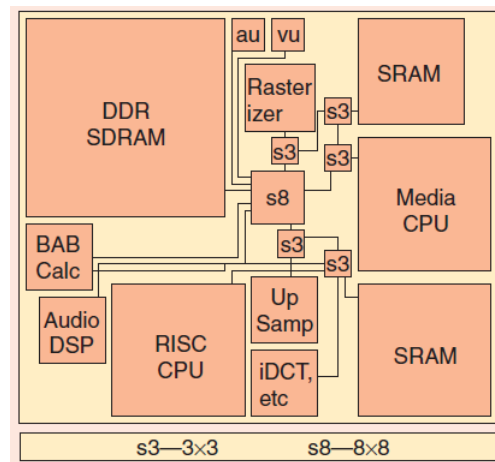 au
vu
DDR
SDRAM
Raster
izer
SRAM
s3
s3
s3
s8
Media
CPU
BAB
Calc
s3
s3
Audio
DSP
RISC
CPU
Up
Samp
SRAM
iDCT,
etc
s3—3×3 s8—8×8